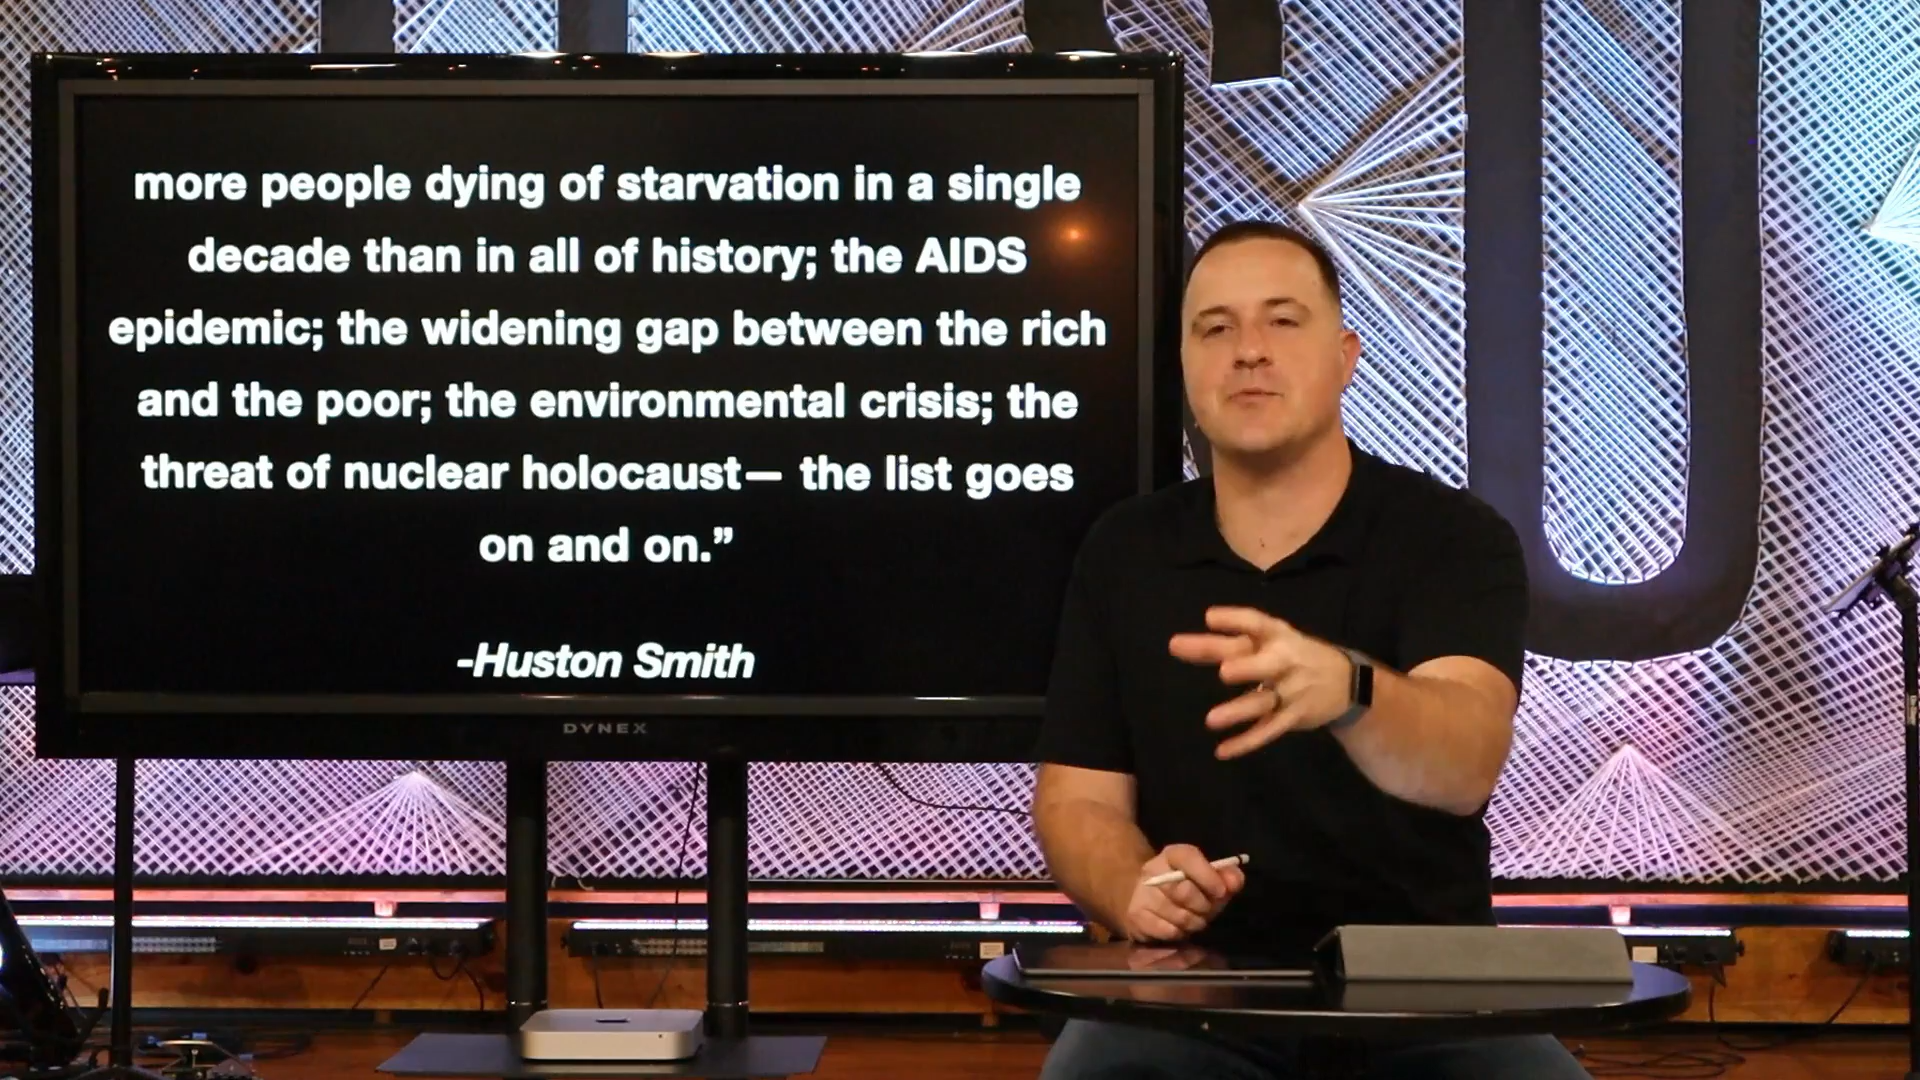 more people dying of starvation in a single
decade than in all of history; the AIDS
epidemic; the widening gap between the rich
and the poor; the environmental crisis; the
threat of nuclear holocaust— the list goes
on and on.”
-Huston Smith
DYNEX